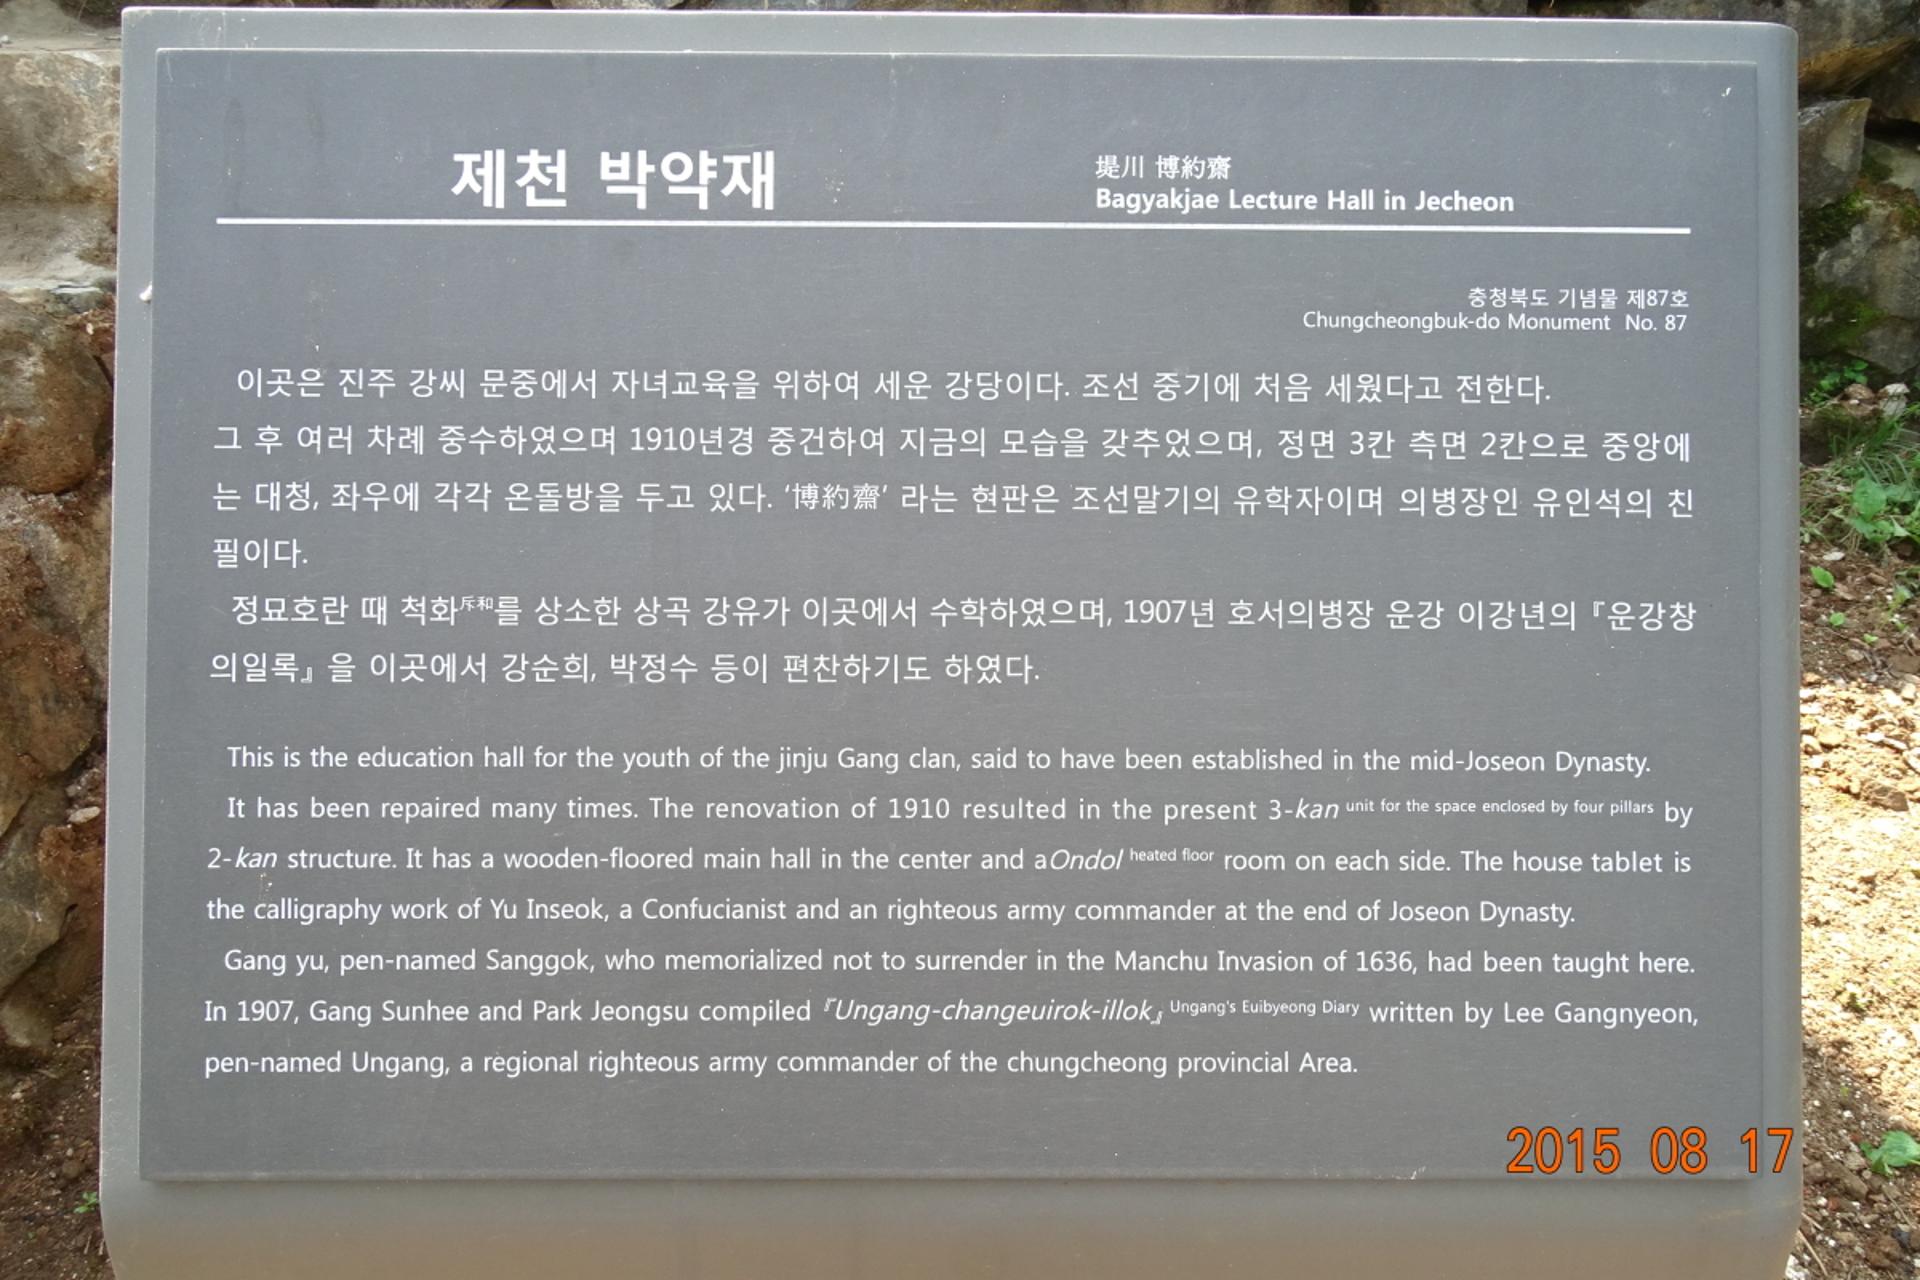 제천 박약재
堤川 博約齋
Bagyakjae Lecture Hall in Jecheon
충청북도 기념물 제87호
Chungcheongbuk-do Monument No. 87
이곳은 진주 강씨 문중에서 자녀교육을 위하여 세운 강당이다. 조선 중기에 처음 세웠다고 전한다.
그 후 여러 차례 중수하였으며 1910년경 중건하여 지금의 모습을 갖추었으며, 정면 3칸 측면 2칸으로 중앙에
는 대청, 좌우에 각각 온돌방을 두고 있다. ‘博約齋’ 라는 현판은 조선말기의 유학자이며 의병장인 유인석의 친
필이다.
정묘호란 때 척화斥和를 상소한 상곡 강유가 이곳에서 수학하였으며, 1907년 호서의병장 운강 이강년의 『운강창
의일록』 을 이곳에서 강순희, 박정수 등이 편찬하기도 하였다.
This is the education hall for the youth of the jinju Gang clan, said to have been established in the mid-Joseon Dynasty.
It has been repaired many times. The renovation of 1910 resulted in the present 3-kan unit for the space enclosed by four pillars by
2-kan structure. It has a wooden-floored main hall in the center and aOndol heated floor room on each side. The house tablet is
the calligraphy work of Yu Inseok, a Confucianist and an righteous army commander at the end of Joseon Dynasty.
Gang yu, pen-named Sanggok, who memorialized not to surrender in the Manchu Invasion of 1636, had been taught here.
In 1907, Gang Sunhee and Park Jeongsu compiled 『Ungang-changeuirok-illok』 Ungang's Euibyeong Diary written by Lee Gangnyeon,
pen-named Ungang, a regional righteous army commander of the chungcheong provincial Area.
2015 08 17